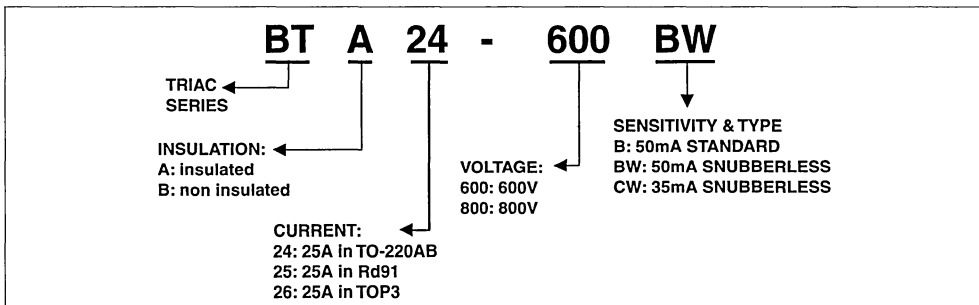 BT A 24 - 600 BW
TRIAC
SERIES
INSULATION:
A: insulated
B: non insulated
CURRENT:
24: 25A in TO-220AB
25: 25A in Rd91
26: 25A in TOP3
VOLTAGE:
600: 600V
800: 800V
SENSITIVITY & TYPE
B: 50mA STANDARD
BW: 50mA SNUBBERLESS
CW: 35mA SNUBBERLESS